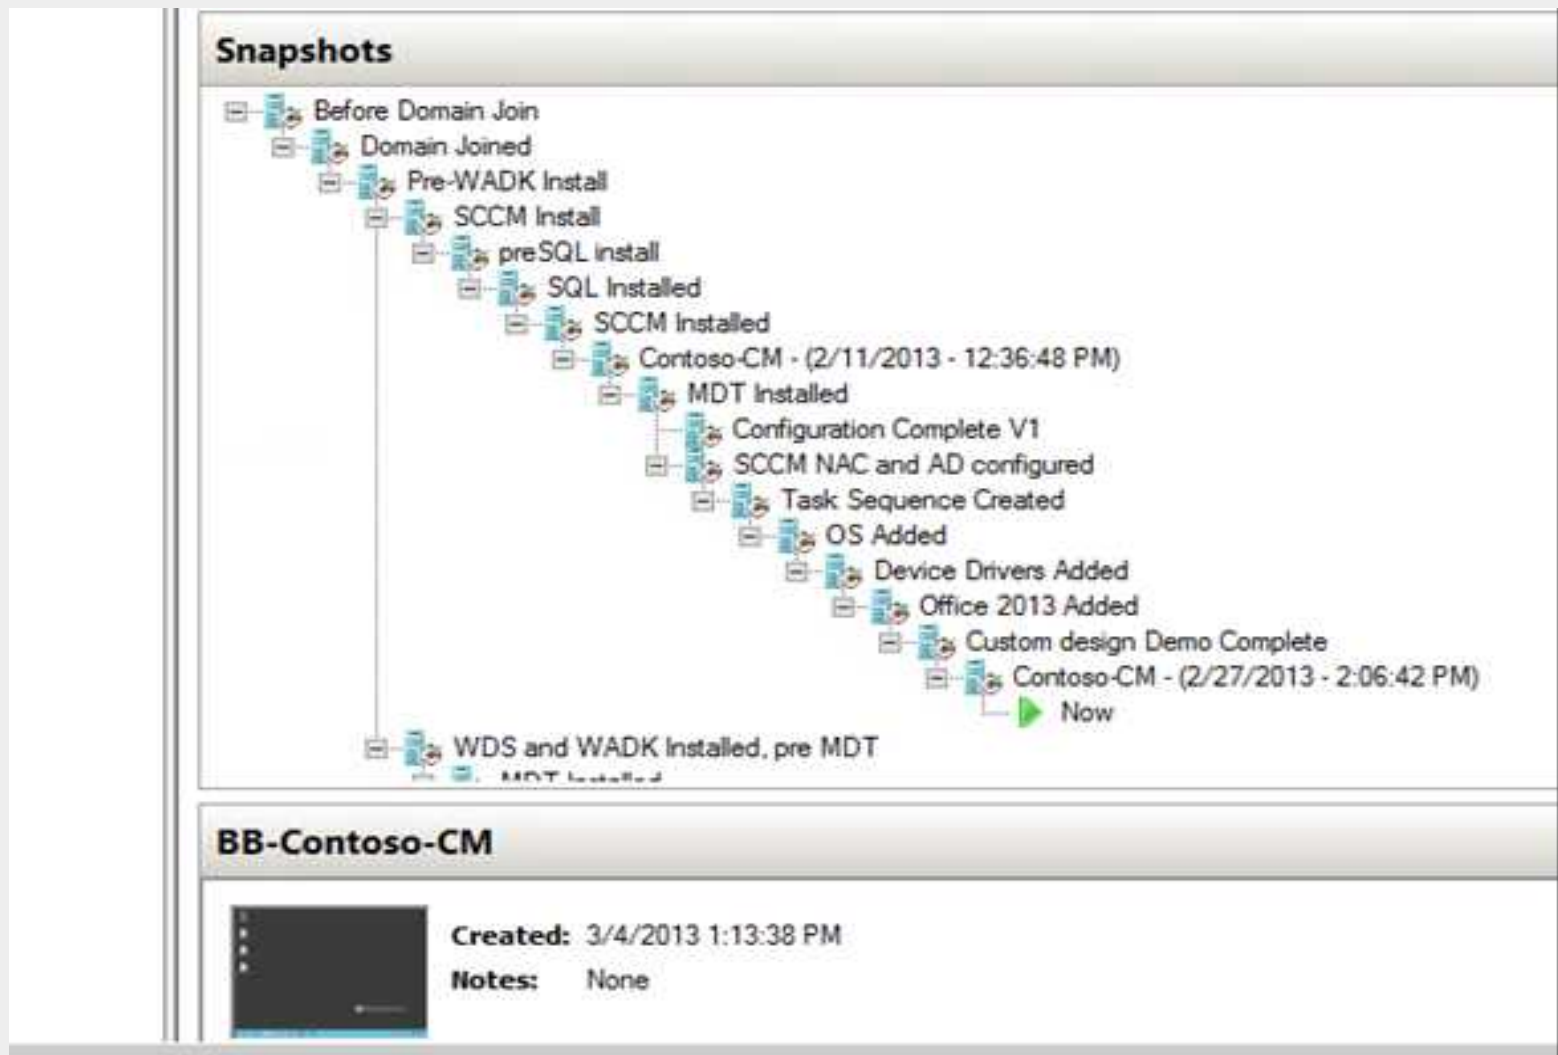 Snapshots
Before Domain Join
Domain Joined
Pre-WADK Install
SCCM Install
preSQL install
SQL Installed
SCCM Installed
Contoso-CM - (2/11/2013 - 12:36:48 PM)
MDT Installed
Configuration Complete V1
SCCM NAC and AD configured
Task Sequence Created
OS Added
Device Drivers Added
Office 2013 Added
Custom design Demo Complete
Contoso-CM - (2/27/2013 - 2:06:42 PM)
Now
WDS and WADK Installed, pre MDT
MDT Installed
BB-Contoso-CM
Created: 3/4/2013 1:13:38 PM
Notes: None